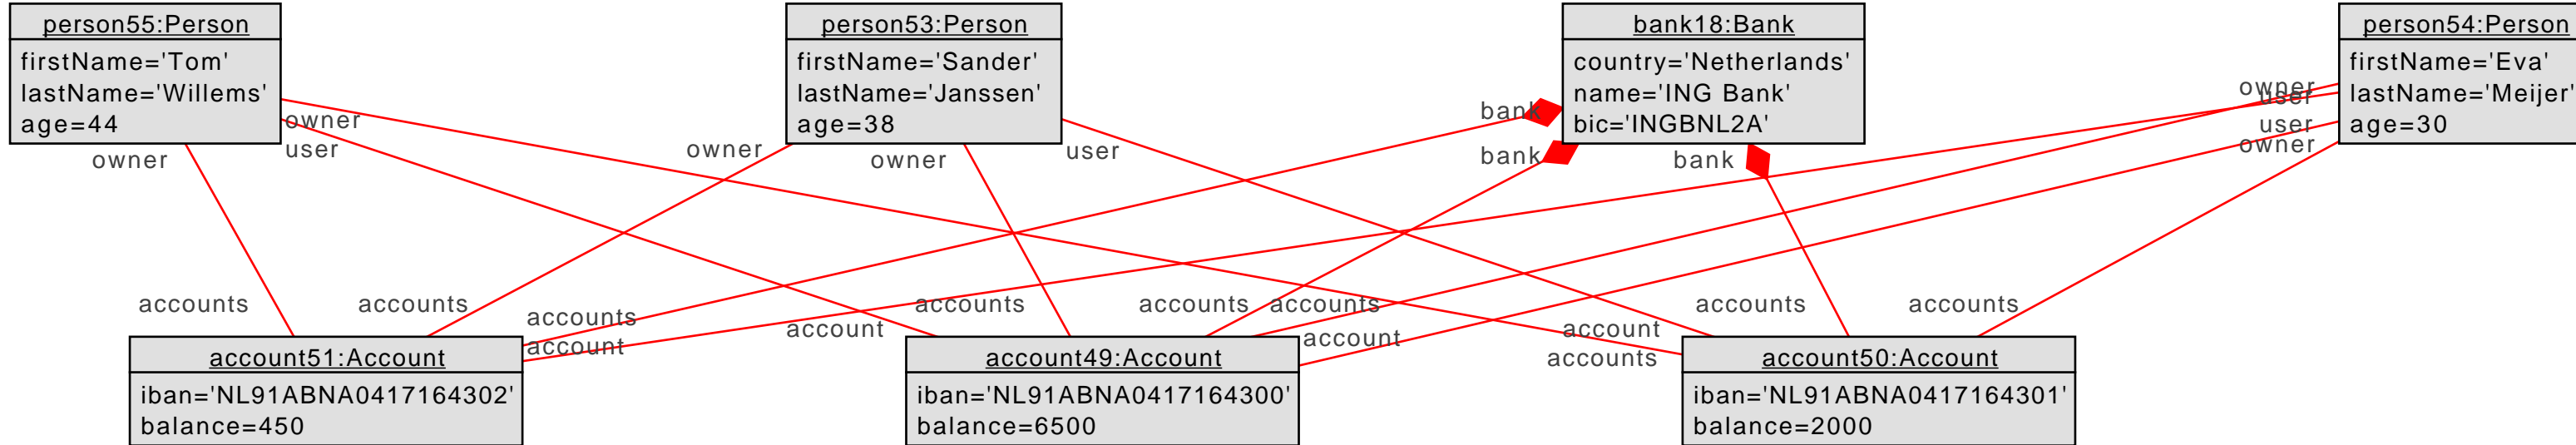 person55:Person
firstName='Tom'
lastName='Willems'
age=44
person53:Person
firstName='Sander'
lastName='Janssen'
age=38
bank18:Bank
country='Netherlands'
name='ING Bank'
bic='INGBNL2A'
person54:Person
firstName='Eva'
lastName='Meijer'
age=30
owner
owner
user
owner
owner
user
bank
bank
bank
owner
user
user
owner
accounts
accounts
accounts
account
account
accounts
accounts
accounts
account
accounts
account
accounts
accounts
account51:Account
iban='NL91ABNA0417164302'
balance=450
account49:Account
iban='NL91ABNA0417164300'
balance=6500
account50:Account
iban='NL91ABNA0417164301'
balance=2000